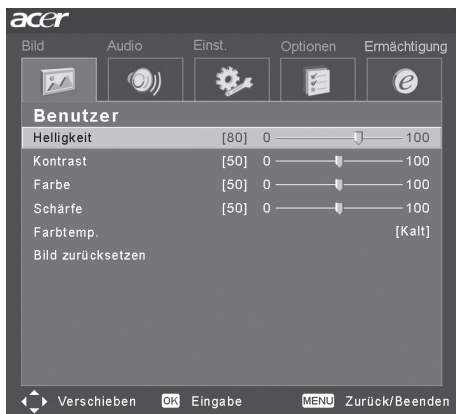 acer
Bild Audio Einst. Optionen Ermächtigung
e
Benutzer
Helligkeit [80] 0 100
Kontrast [50] 0 100
Farbe [50] 0 100
Schärfe [50] 0 100
Farbtemp. [Kalt]
Bild zurücksetzen
Verschieben OK Eingabe MENU Zurück/Beenden